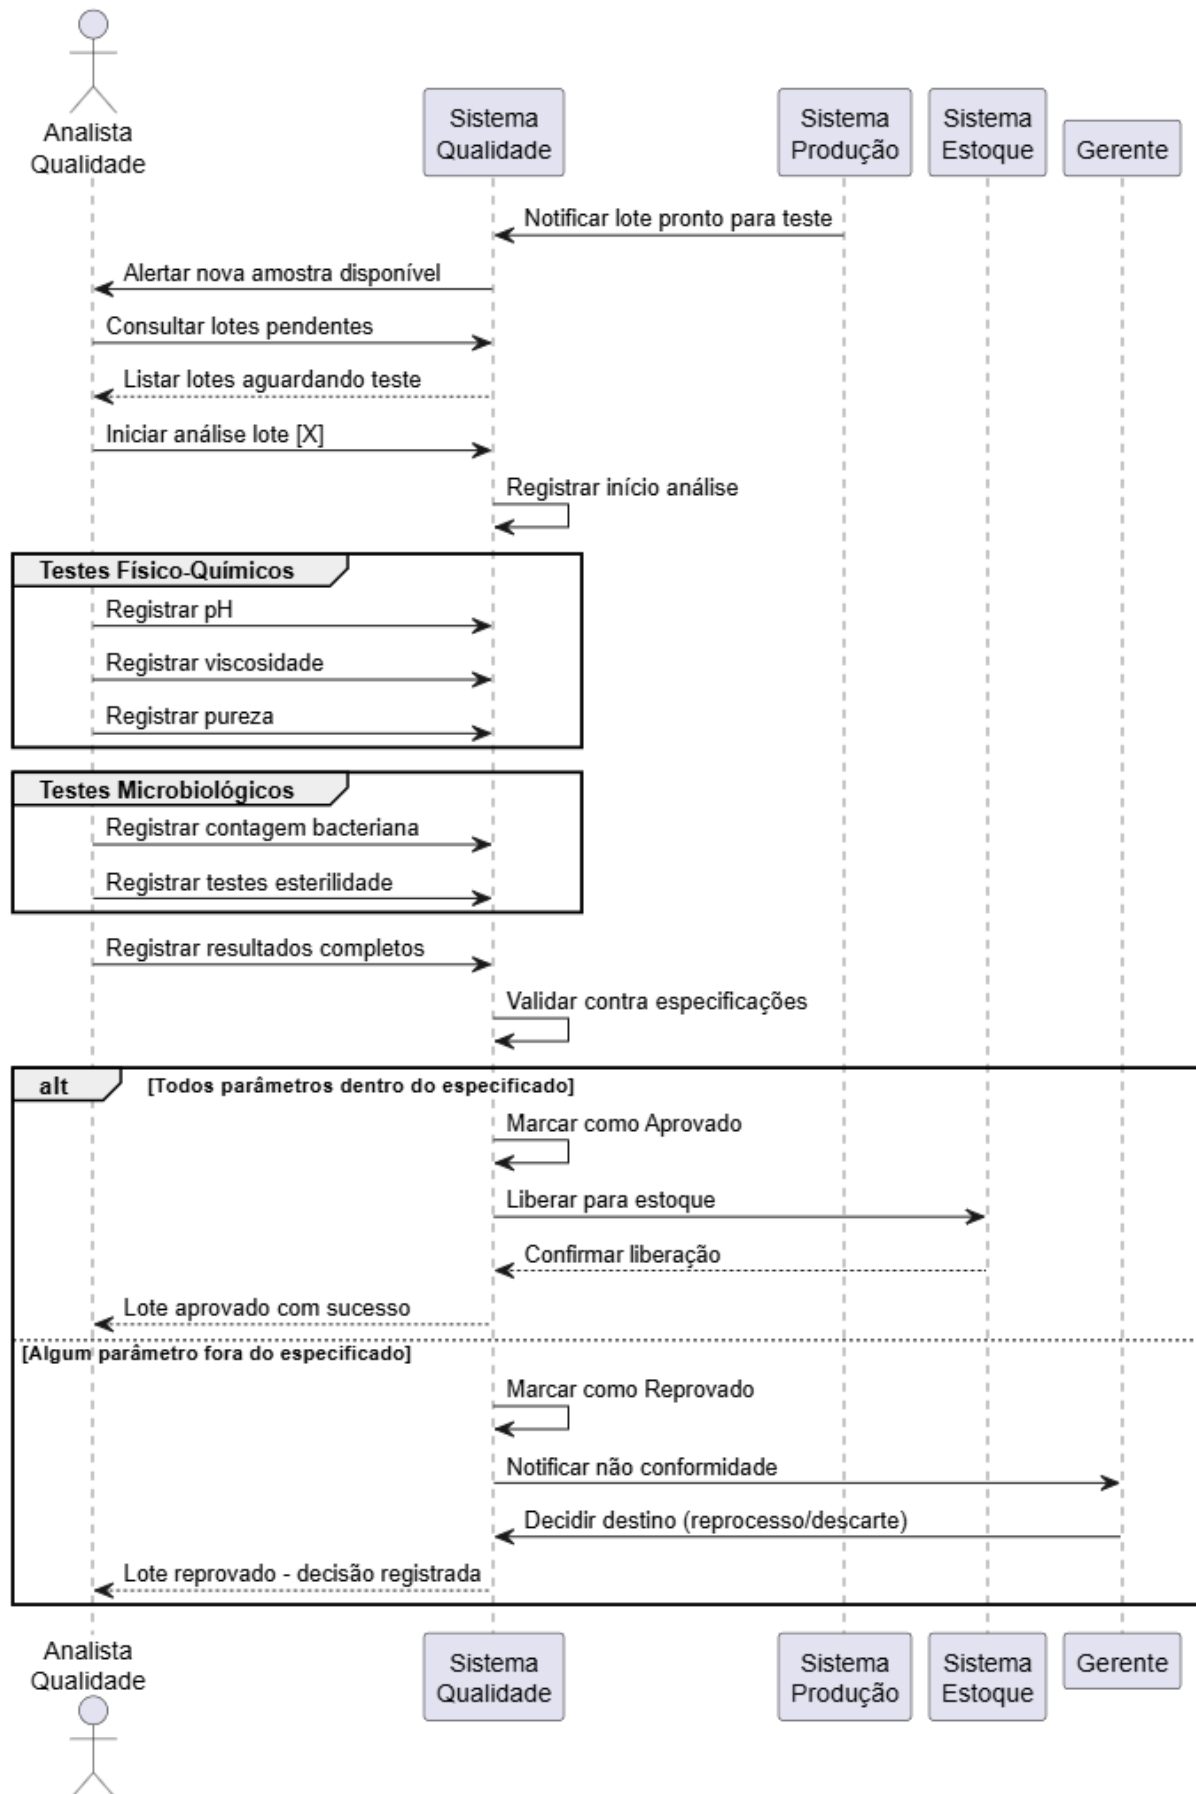 Analista
Qualidade
Sistema
Qualidade
Sistema
Produção
Sistema
Estoque
Gerente
Notificar lote pronto para teste
Alertar nova amostra disponível
Consultar lotes pendentes
Listar lotes aguardando teste
Iniciar análise lote [X]
Registrar início análise
Testes Físico-Químicos
Registrar pH
Registrar viscosidade
Registrar pureza
Testes Microbiológicos
Registrar contagem bacteriana
Registrar testes esterilidade
Registrar resultados completos
Validar contra especificações
alt [Todos parâmetros dentro do especificado]
Marcar como Aprovado
Liberar para estoque
Confirmar liberação
Lote aprovado com sucesso
[Algum parâmetro fora do especificado]
Marcar como Reprovado
Notificar não conformidade
Decidir destino (reprocesso/descarte)
Lote reprovado - decisão registrada
Analista
Qualidade
Sistema
Qualidade
Sistema
Produção
Sistema
Estoque
Gerente